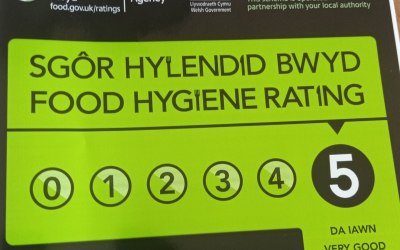 food.gov.uk/ratings
Agency
Llywodraeth Cymru
Welsh Government
partnership with your local authority
SGÔR HYLENDID BWYD
FOOD HYGIENE RATING
0 1 2 3 4 5
DA IAWN
VERY GOOD